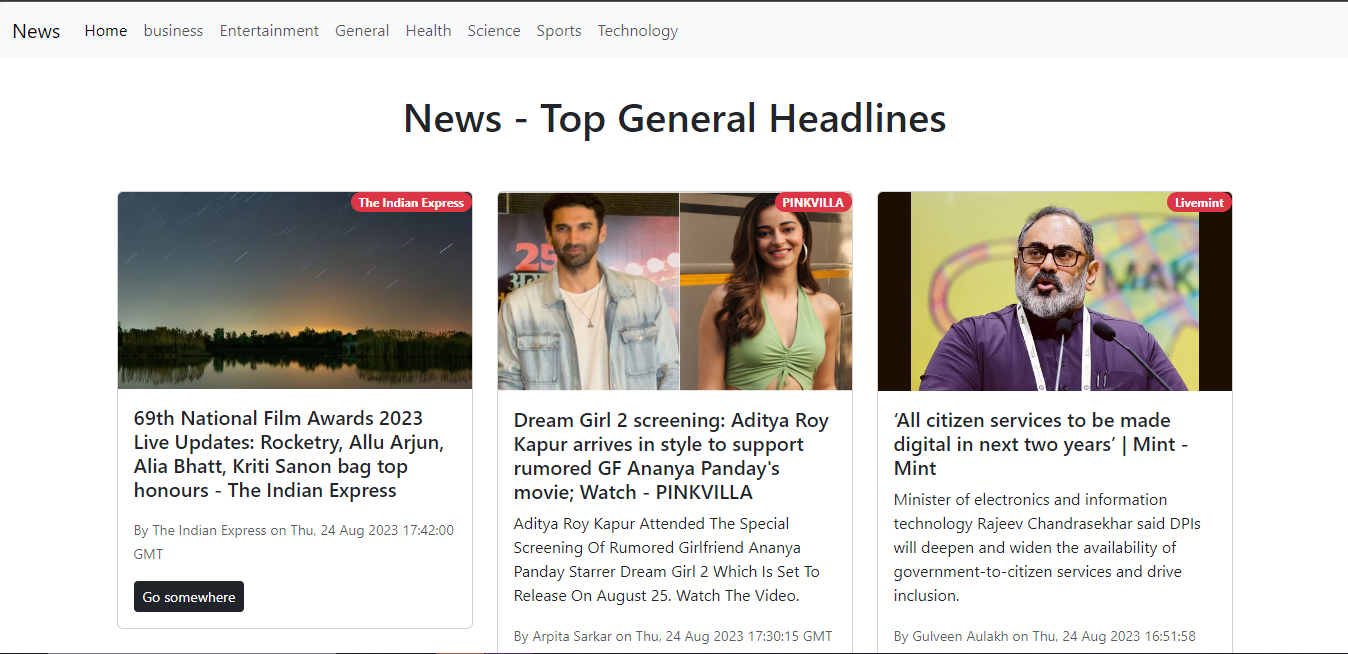 News Home business Entertainment General Health Science Sports Technology
News - Top General Headlines
The Indian Express
69th National Film Awards 2023
Live Updates: Rocketry, Allu Arjun,
Alia Bhatt, Kriti Sanon bag top
honours - The Indian Express
By The Indian Express on Thu, 24 Aug 2023 17:42:00
GMT
Go somewhere
PINKVILLA
25
Dream Girl 2 screening: Aditya Roy
Kapur arrives in style to support
rumored GF Ananya Panday's
movie; Watch - PINKVILLA
Aditya Roy Kapur Attended The Special
Screening Of Rumored Girlfriend Ananya
Panday Starrer Dream Girl 2 Which Is Set To
Release On August 25. Watch The Video.
By Arpita Sarkar on Thu, 24 Aug 2023 17:30:15 GMT
Livemint
MAK
‘All citizen services to be made
digital in next two years’ | Mint -
Mint
Minister of electronics and information
technology Rajeev Chandrasekhar said DPIs
will deepen and widen the availability of
government-to-citizen services and drive
inclusion.
By Gulveen Aulakh on Thu, 24 Aug 2023 16:51:58